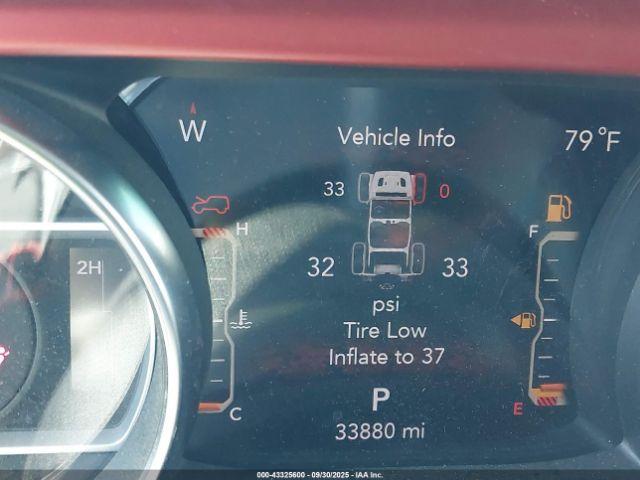 W
Vehicle Info
79°F
33 0
H F
2H
32 33
psi
Tire Low
Inflate to 37
P
C E
33880 mi
000-43325600 - 09/30/2025 - IAA Inc.